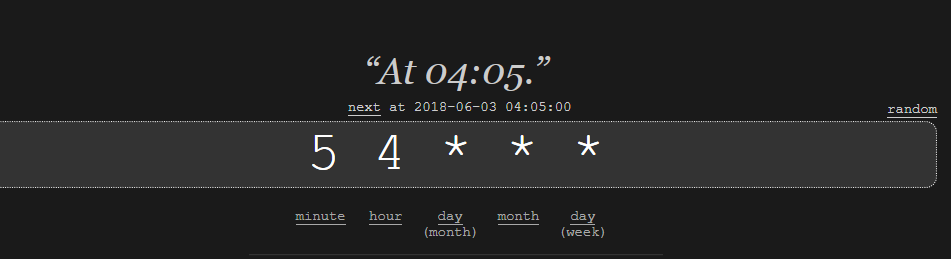 “At 04:05.”
next at 2018-06-03 04:05:00
random
5 4 * * *
minute hour day month day
(month) (week)